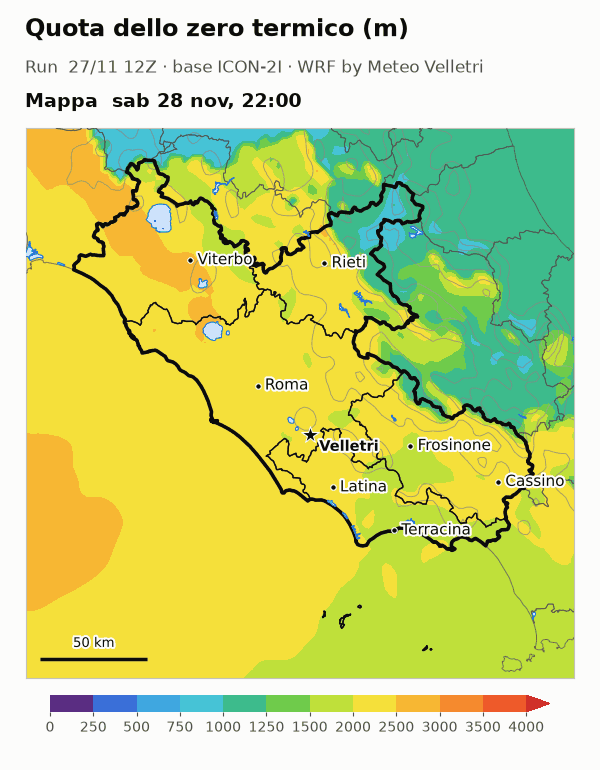 Quota dello zero termico (m)
Run 27/11 12Z · base ICON-2I · WRF by Meteo Velletri
Mappa sab 28 nov, 22:00
Viterbo
Rieti
Roma
Velletri
Frosinone
Cassino
Latina
Terracina
50 km
0 250 500 750 1000 1250 1500 2000 2500 3000 3500 4000